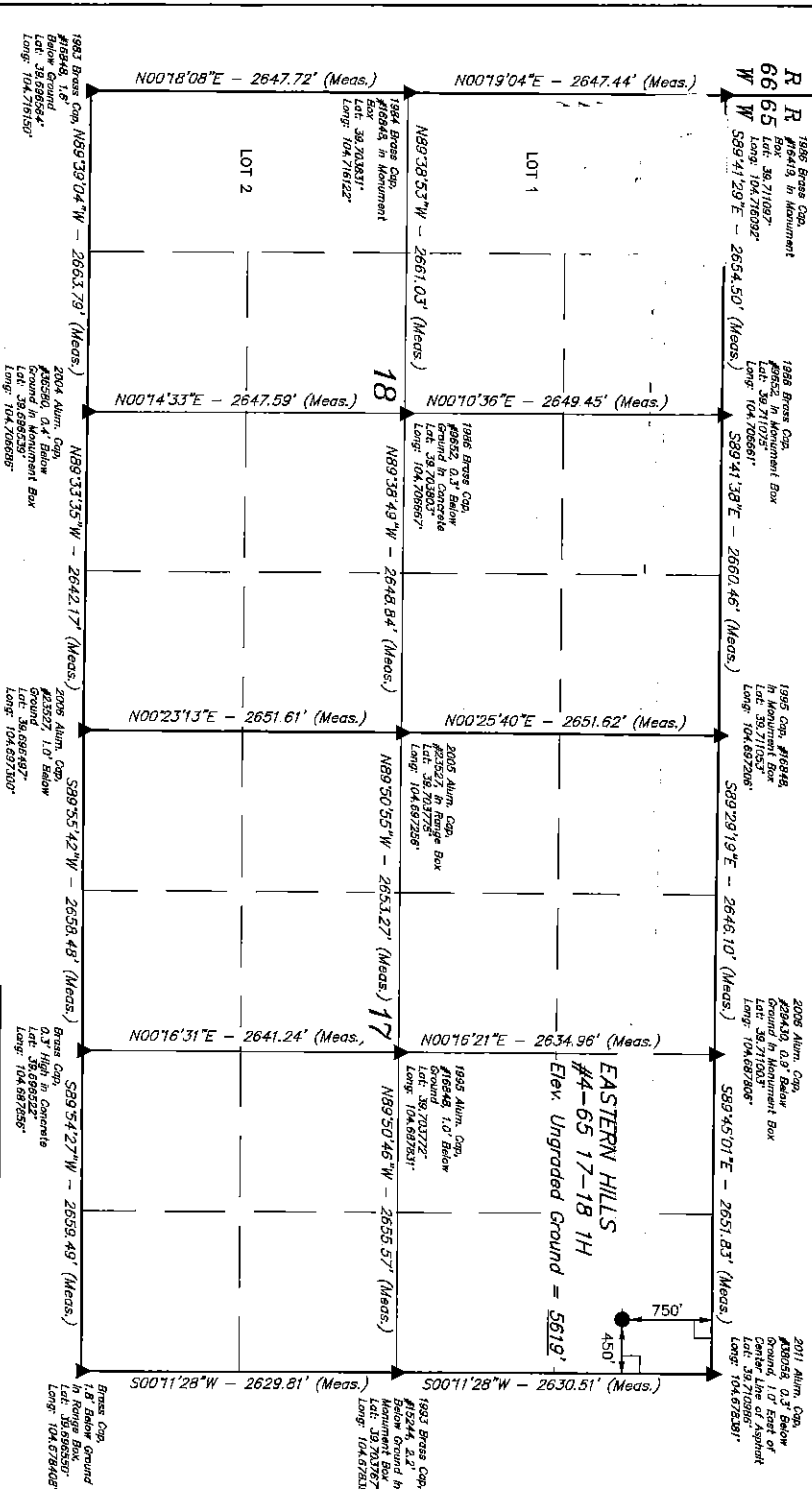 R R
66 65
W W
1986 Brass Cap,
#16419, In Monument
Box
Lat: 39.711097°
Long: 104.716092°
S89°41'29"E - 2654.50' (Meas.)
1988 Brass Cap,
#9652, In Monument Box
Lat: 39.711075°
Long: 104.706661°
S89°41'38"E - 2660.46' (Meas.)
1995 Cap, #16848,
In Monument Box
Lat: 39.711053°
Long: 104.697206°
S89°29'19"E - 2646.10' (Meas.)
2006 Alum. Cap,
#29430, 0.9' Below
Ground In Monument Box
Lat: 39.711003°
Long: 104.687806°
S89°45'01"E - 2651.83' (Meas.)
2011 Alum. Cap,
#38058, 0.3' Below
Ground, 1.0' East of
Center Line of Asphalt
Lat: 39.710986°
Long: 104.678381°
750'
450'
EASTERN HILLS
#4-65 17-18 1H
Elev. Ungraded Ground = 5619'
N00°19'04"E - 2647.44' (Meas.)
LOT 1
N00°10'36"E - 2649.45' (Meas.)
N00°25'40"E - 2651.62' (Meas.)
N00°16'21"E - 2634.96' (Meas.)
S00°11'28"W - 2630.51' (Meas.)
1984 Brass Cap,
#16848, In Monument
Box
Lat: 39.703831°
Long: 104.716122°
N89°38'53"W - 2661.03' (Meas.)
18
1986 Brass Cap,
#9652, 0.3' Below
Ground In Concrete
Lat: 39.703803°
Long: 104.706667°
N89°38'49"W - 2648.84' (Meas.)
2005 Alum. Cap,
#23527, In Range Box
Lat: 39.703775°
Long: 104.697256°
N89°50'55"W - 2653.27' (Meas.)
17
1995 Alum. Cap,
#16848, 1.0' Below
Ground
Lat: 39.703772°
Long: 104.687831°
N89°50'46"W - 2655.57' (Meas.)
1993 Brass Cap,
#15244, 2.2'
Below Ground In
Monument Box
Lat: 39.703767°
Long: 104.6783
N00°18'08"E - 2647.72' (Meas.)
LOT 2
N00°14'33"E - 2647.59' (Meas.)
N00°23'13"E - 2651.61' (Meas.)
N00°16'31"E - 2641.24' (Meas.)
S00°11'28"W - 2629.81' (Meas.)
1983 Brass Cap,
#16848, 1.8'
Below Ground
Lat: 39.696564°
Long: 104.716150°
N89°39'04"W - 2663.79' (Meas.)
2004 Alum. Cap,
#36580, 0.4' Below
Ground In Monument Box
Lat: 39.696539°
Long: 104.706686°
N89°33'35"W - 2642.17' (Meas.)
2005 Alum. Cap,
#23527, 1.0' Below
Ground
Lat: 39.696497°
Long: 104.697300°
S89°55'42"W - 2658.48' (Meas.)
Brass Cap,
0.3' High in Concrete
Lat: 39.696522°
Long: 104.687856°
S89°54'27"W - 2659.49' (Meas.)
Brass Cap,
1.8' Below Ground
In Range Box,
Lat: 39.696550°
Long: 104.678408°